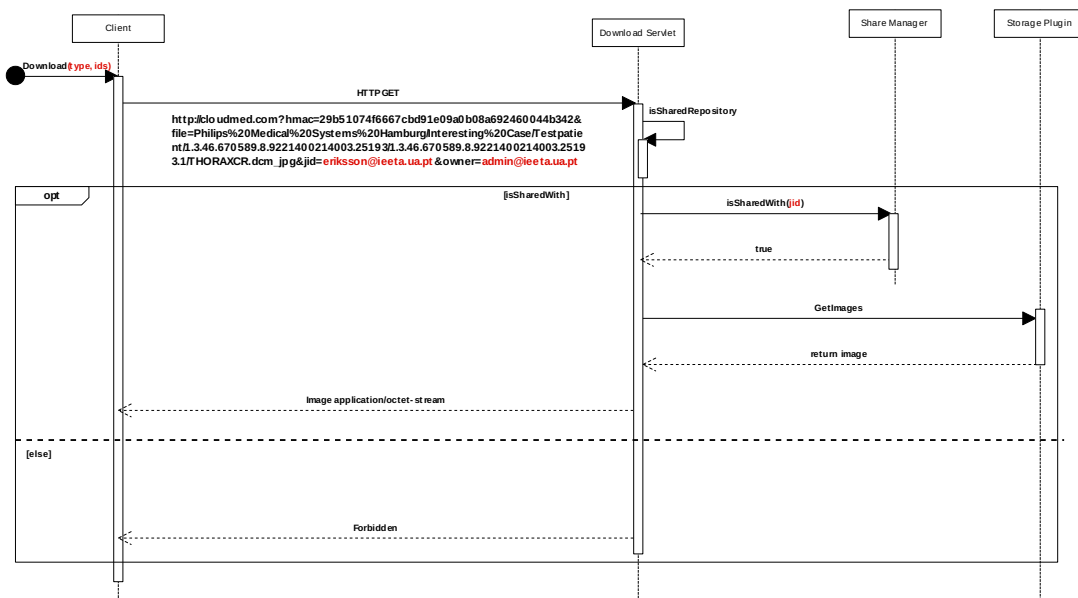 Client
Download Servlet
Share Manager
Storage Plugin
Download(type, ids)
HTTP GET
isSharedRepository
http://cloudmed.com?hmac=29b51074f6667cbd91e09a0b08a692460044b342&
file=Philips%20Medical%20Systems%20Hamburg/Interesting%20Case/Testpatie
nt/1.3.46.670589.8.9221400214003.25193/1.3.46.670589.8.9221400214003.2519
3.1/THORAXCR.dcm_jpg&jid=eriksson@ieeta.ua.pt &owner=admin@ieeta.ua.pt
opt
[isSharedWith]
isSharedWith(jid)
true
GetImages
return image
Image application/octet-stream
[else]
Forbidden